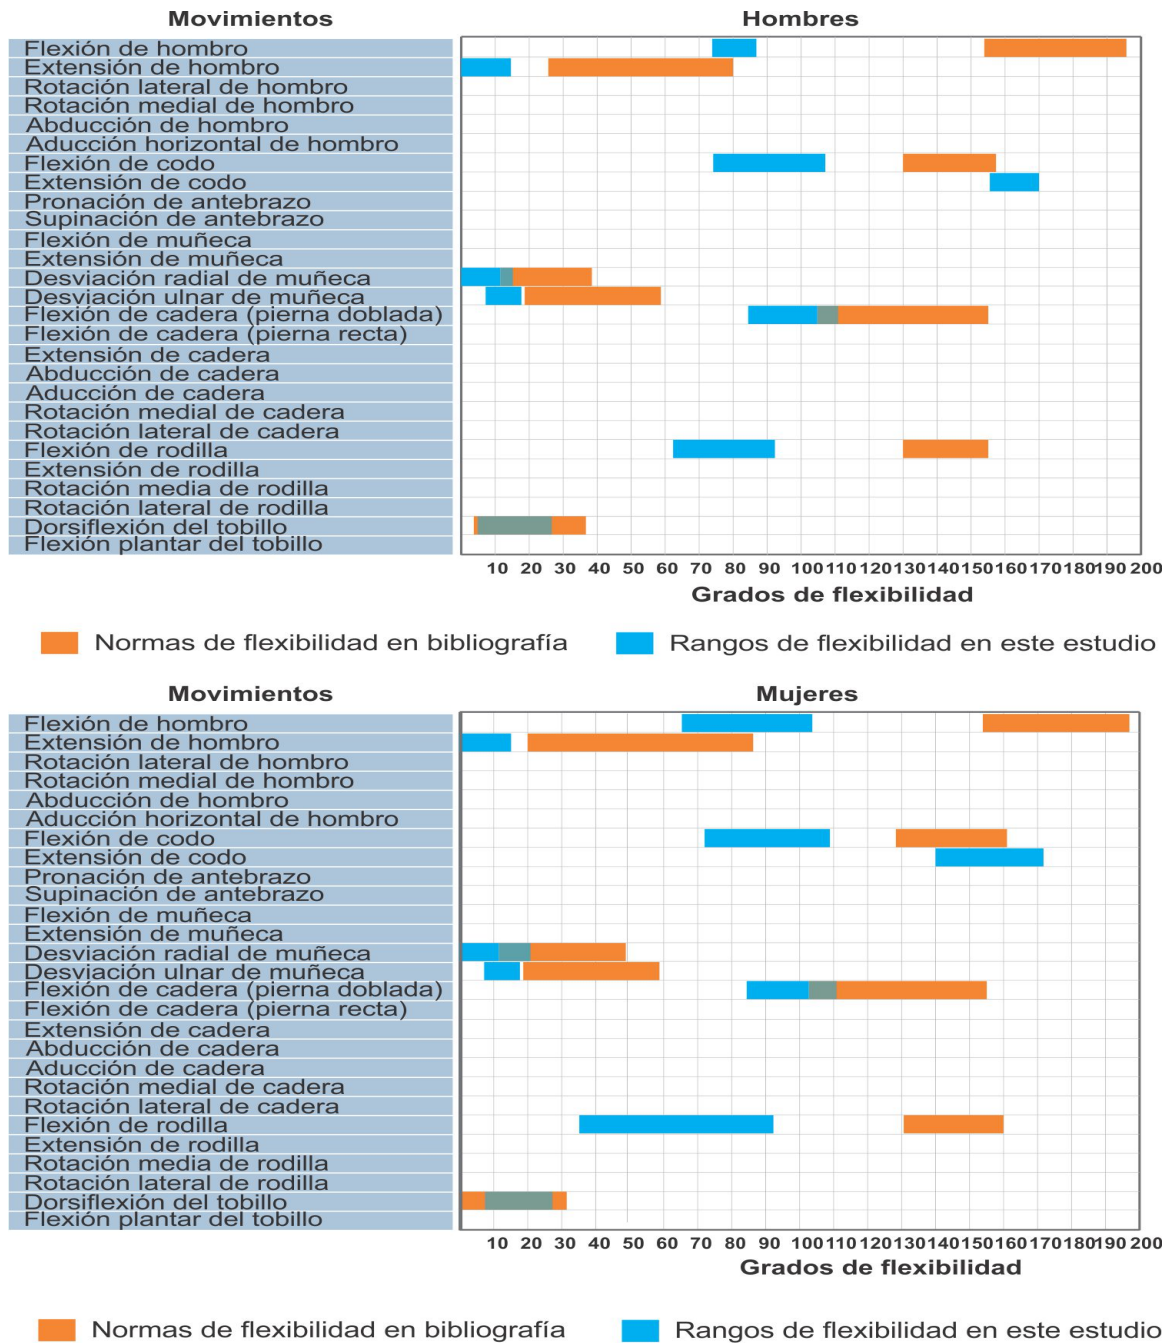 Movimientos Hombres
Flexión de hombro
Extensión de hombro
Rotación lateral de hombro
Rotación medial de hombro
Abducción de hombro
Aducción horizontal de hombro
Flexión de codo
Extensión de codo
Pronación de antebrazo
Supinación de antebrazo
Flexión de muñeca
Extensión de muñeca
Desviación radial de muñeca
Desviación ulnar de muñeca
Flexión de cadera (pierna doblada)
Flexión de cadera (pierna recta)
Extensión de cadera
Abducción de cadera
Aducción de cadera
Rotación medial de cadera
Rotación lateral de cadera
Flexión de rodilla
Extensión de rodilla
Rotación media de rodilla
Rotación lateral de rodilla
Dorsiflexión del tobillo
Flexión plantar del tobillo
10 20 30 40 50 60 70 80 90 100 110 120 130 140 150 160 170 180 190 200
Grados de flexibilidad
Normas de flexibilidad en bibliografía Rangos de flexibilidad en este estudio
Movimientos Mujeres
Flexión de hombro
Extensión de hombro
Rotación lateral de hombro
Rotación medial de hombro
Abducción de hombro
Aducción horizontal de hombro
Flexión de codo
Extensión de codo
Pronación de antebrazo
Supinación de antebrazo
Flexión de muñeca
Extensión de muñeca
Desviación radial de muñeca
Desviación ulnar de muñeca
Flexión de cadera (pierna doblada)
Flexión de cadera (pierna recta)
Extensión de cadera
Abducción de cadera
Aducción de cadera
Rotación medial de cadera
Rotación lateral de cadera
Flexión de rodilla
Extensión de rodilla
Rotación media de rodilla
Rotación lateral de rodilla
Dorsiflexión del tobillo
Flexión plantar del tobillo
10 20 30 40 50 60 70 80 90 100 110 120 130 140 150 160 170 180 190 200
Grados de flexibilidad
Normas de flexibilidad en bibliografía Rangos de flexibilidad en este estudio